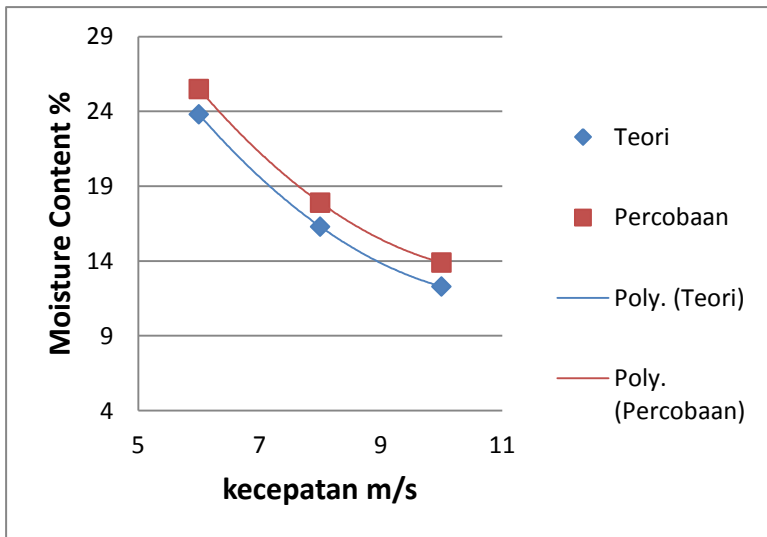 29
24
19
14
9
4
Moisture Content %
5
7
9
11
kecepatan m/s
Teori
Percobaan
Poly. (Teori)
Poly.
(Percobaan)